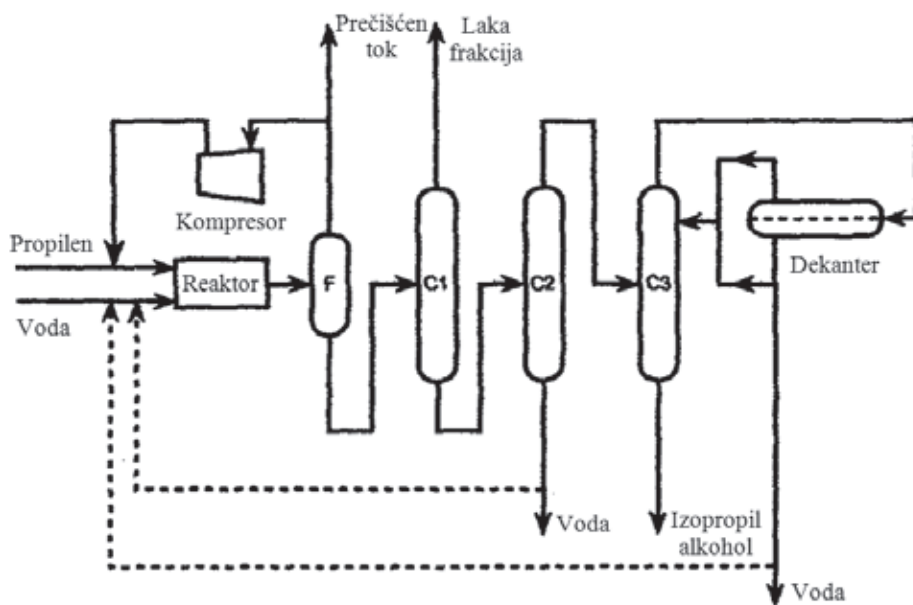 Prečišćen
tok
Laka
frakcija
Kompresor
Propilen
Reaktor
Voda
F
C1
C2
C3
Dekanter
Voda
Izopropil
alkohol
Voda